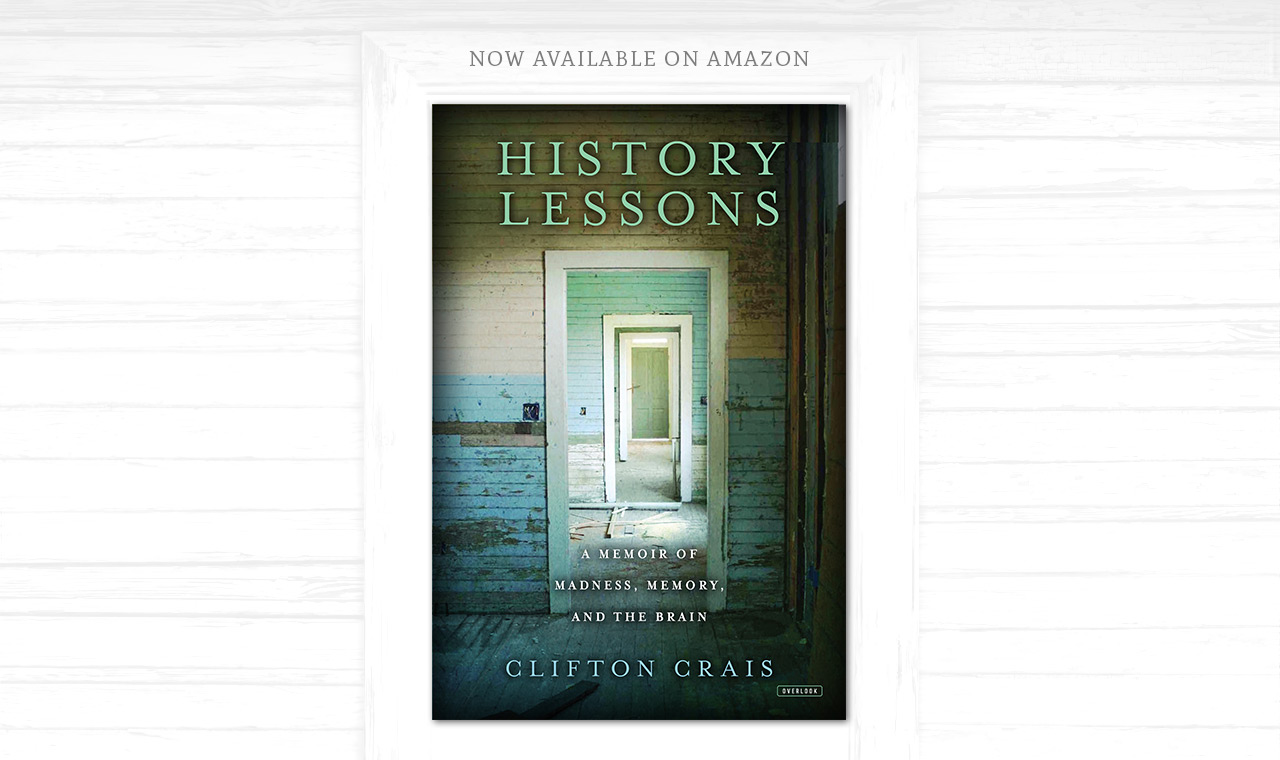 NOW AVAILABLE ON AMAZON
HISTORY
LESSONS
A MEMOIR OF
MADNESS, MEMORY,
AND THE BRAIN
CLIFTON CRAIS
OVERLOOK